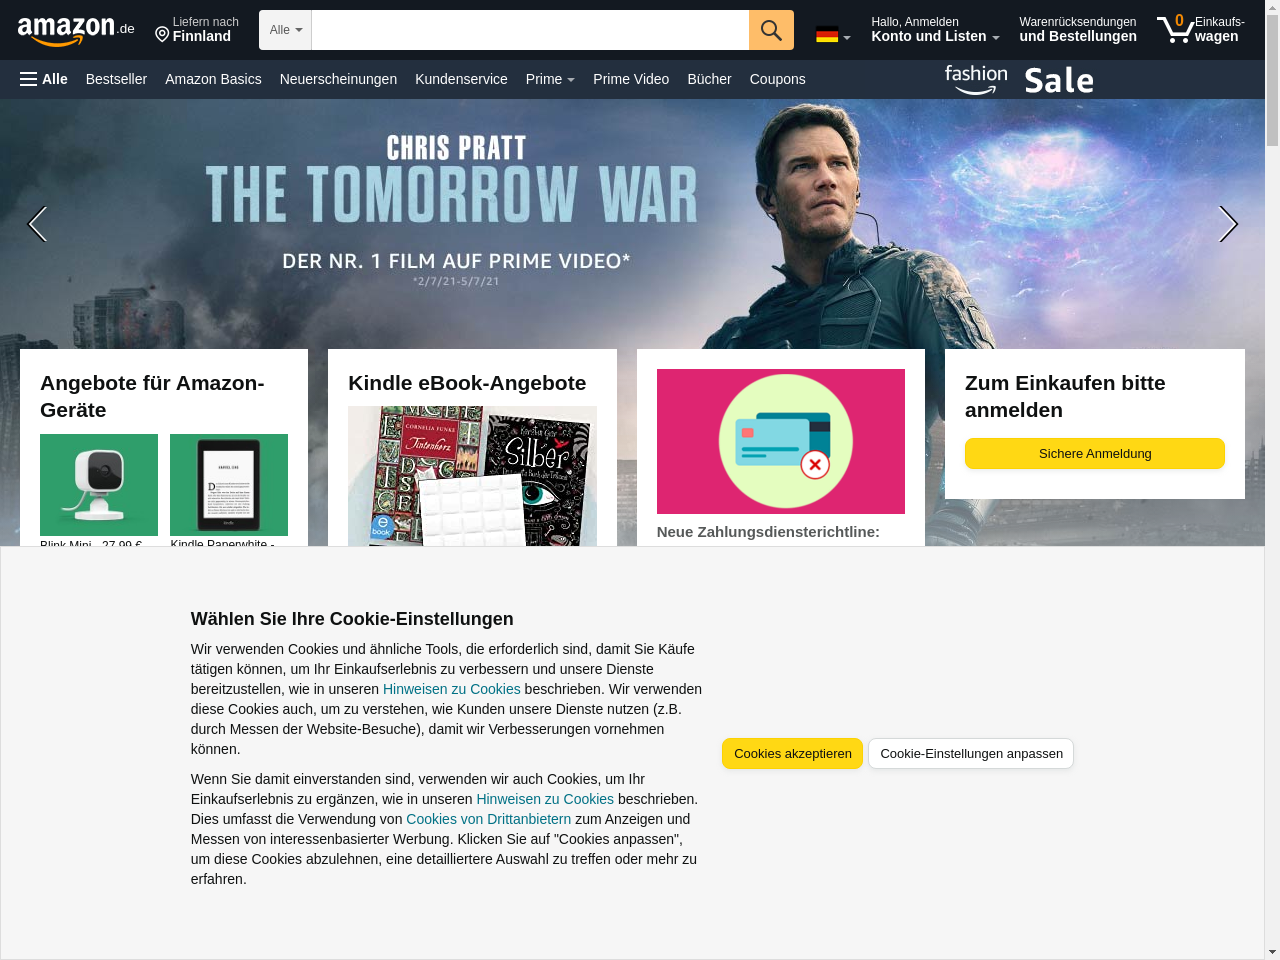 amazon.de
Liefern nach
Finnland
Alle
Hallo, Anmelden
Konto und Listen
Warenrücksendungen
und Bestellungen
0
Einkaufs-
wagen
Alle
Bestseller
Amazon Basics
Neuerscheinungen
Kundenservice
Prime
Prime Video
Bücher
Coupons
fashion
Sale
CHRIS PRATT
THE TOMORROW WAR
DER NR. 1 FILM AUF PRIME VIDEO*
*2/7/21-5/7/21
Angebote für Amazon-
Geräte
Blink Mini - 27,99 €
Kindle Paperwhite -
Kindle eBook-Angebote
CORNELIA FUNKE
Tintenherz
Silber
e
book
Neue Zahlungsdiensterichtlinie:
Zum Einkaufen bitte
anmelden
Sichere Anmeldung
Wählen Sie Ihre Cookie-Einstellungen
Wir verwenden Cookies und ähnliche Tools, die erforderlich sind, damit Sie Käufe
tätigen können, um Ihr Einkaufserlebnis zu verbessern und unsere Dienste
bereitzustellen, wie in unseren Hinweisen zu Cookies beschrieben. Wir verwenden
diese Cookies auch, um zu verstehen, wie Kunden unsere Dienste nutzen (z.B.
durch Messen der Website-Besuche), damit wir Verbesserungen vornehmen
können.
Wenn Sie damit einverstanden sind, verwenden wir auch Cookies, um Ihr
Einkaufserlebnis zu ergänzen, wie in unseren Hinweisen zu Cookies beschrieben.
Dies umfasst die Verwendung von Cookies von Drittanbietern zum Anzeigen und
Messen von interessenbasierter Werbung. Klicken Sie auf "Cookies anpassen",
um diese Cookies abzulehnen, eine detailliertere Auswahl zu treffen oder mehr zu
erfahren.
Cookies akzeptieren
Cookie-Einstellungen anpassen